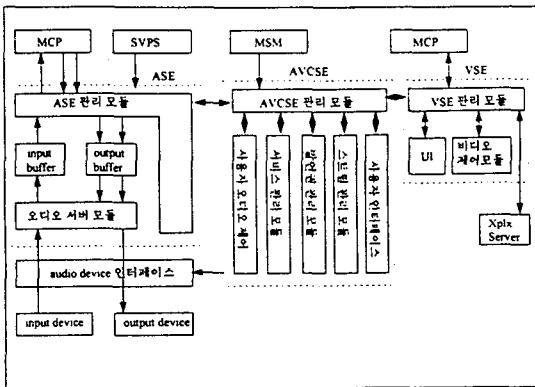 MCP
SVPS
MSM
MCP
ASE
AVCSE
VSE
ASE 관리 모듈
AVCSE 관리 모듈
VSE 관리 모듈
input
buffer
output
buffer
오디오 서버 모듈
사용자 오디오 제어
서비스 관리 모듈
발언권 관리 모듈
스트림 관리 모듈
사용자 인터페이스
UI
비디오
제어모듈
Xplx
Server
audio device 인터페이스
input device
output device